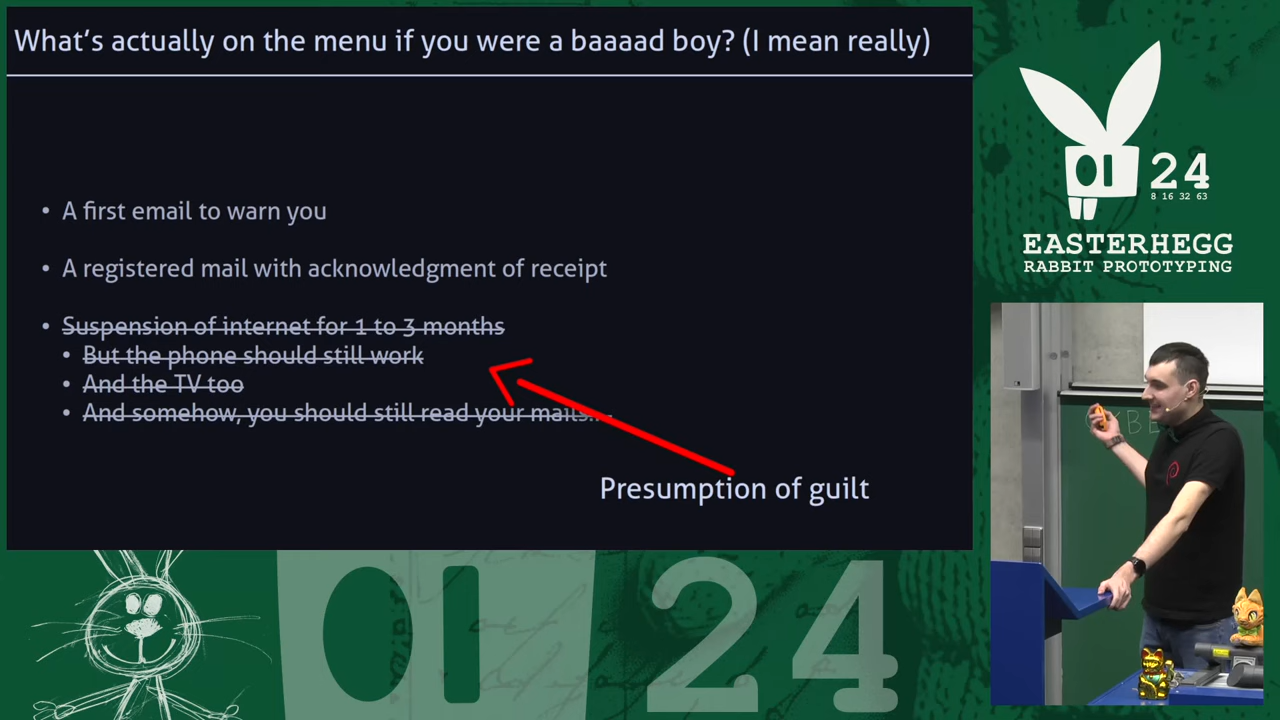 What's actually on the menu if you were a baaaad boy? (I mean really)
• A first email to warn you
• A registered mail with acknowledgment of receipt
• Suspension of internet for 1 to 3 months
• But the phone should still work
• And the TV too
• And somehow, you should still read your mails...
Presumption of guilt
24
8 16 32 63
EASTERHEGG
RABBIT PROTOTYPING
24